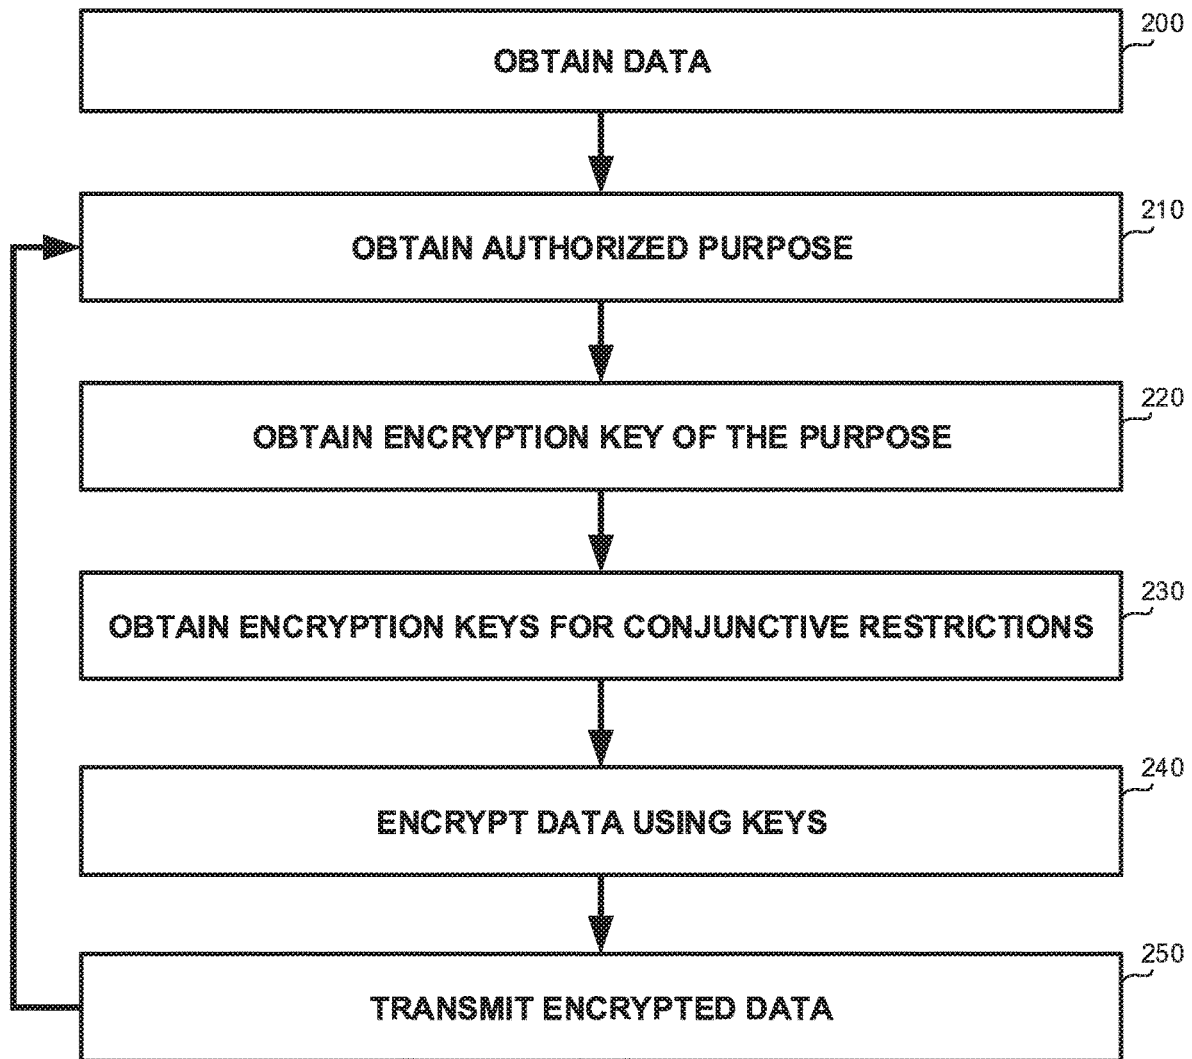 200
OBTAIN DATA
210
OBTAIN AUTHORIZED PURPOSE
220
OBTAIN ENCRYPTION KEY OF THE PURPOSE
230
OBTAIN ENCRYPTION KEYS FOR CONJUNCTIVE RESTRICTIONS
240
ENCRYPT DATA USING KEYS
250
TRANSMIT ENCRYPTED DATA